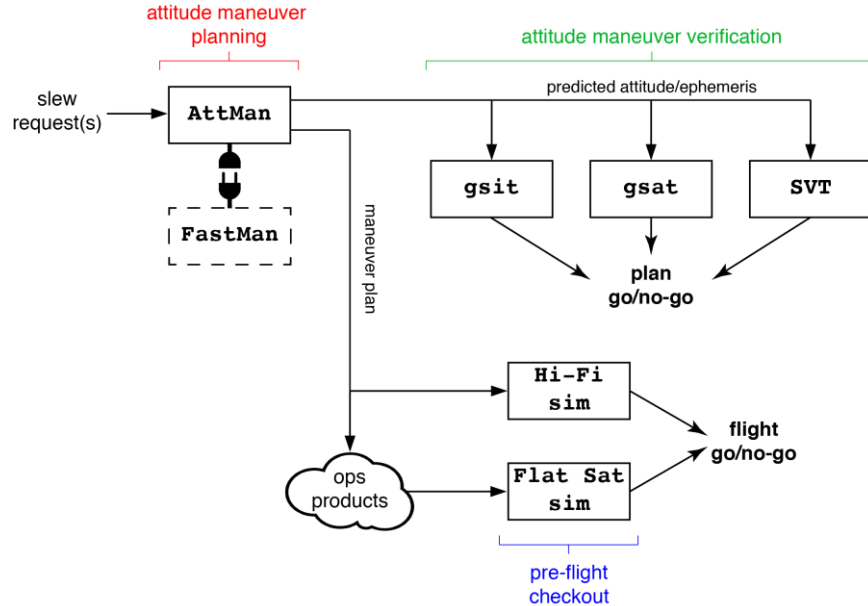 attitude maneuver
planning
attitude maneuver verification
slew
request(s)
AttMan
predicted attitude/ephemeris
gsit
gsat
SVT
FastMan
maneuver plan
plan
go/no-go
Hi-Fi
sim
flight
go/no-go
ops
products
Flat Sat
sim
pre-flight
checkout